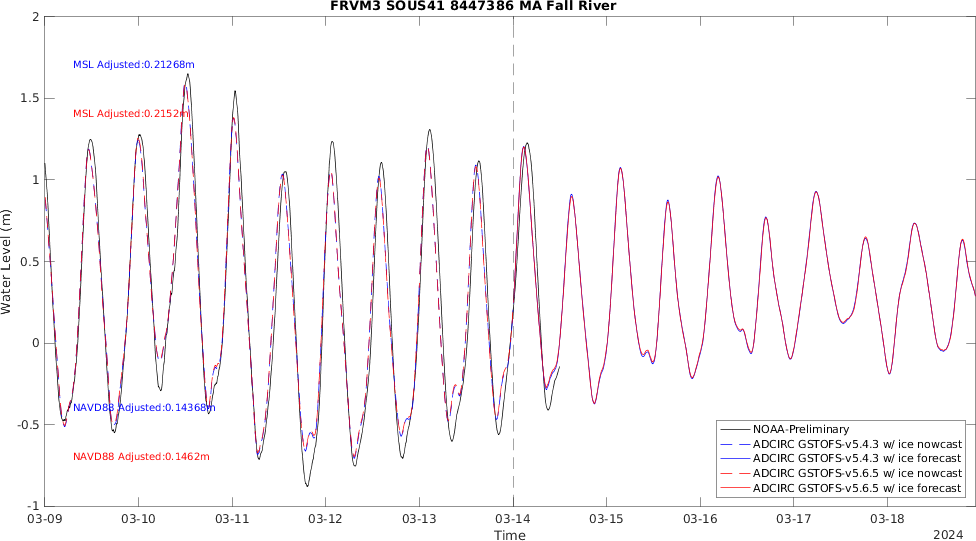 FRVM3 SOUS41 8447386 MA Fall River
2
1.5
1
0.5
0
-0.5
-1
Water Level (m)
MSL Adjusted:0.21268m
MSL Adjusted:0.2152m
NAVD88 Adjusted:0.14368m
NAVD88 Adjusted:0.1462m
NOAA-Preliminary
ADCIRC GSTOFS-v5.4.3 w/ ice nowcast
ADCIRC GSTOFS-v5.4.3 w/ ice forecast
ADCIRC GSTOFS-v5.6.5 w/ ice nowcast
ADCIRC GSTOFS-v5.6.5 w/ ice forecast
03-09 03-10 03-11 03-12 03-13 03-14 03-15 03-16 03-17 03-18
Time
2024